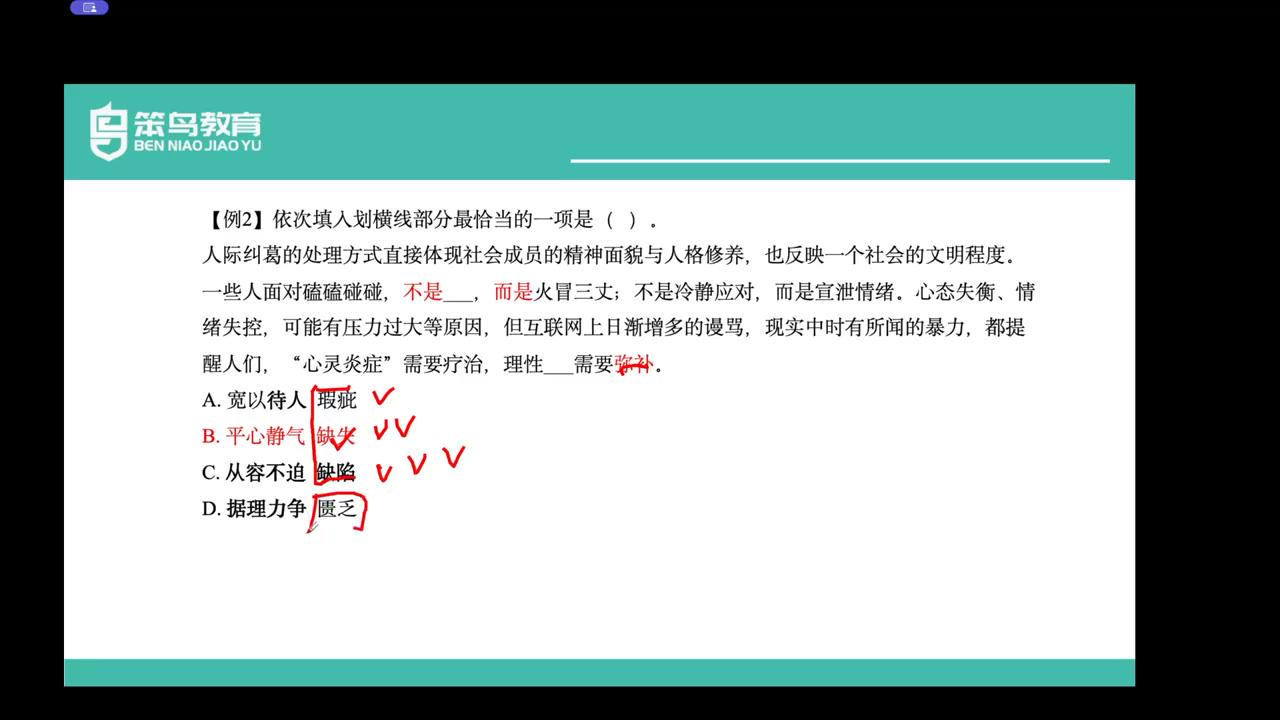 笨鸟教育
BEN NIAO JIAO YU
【例2】依次填入划横线部分最恰当的一项是（ ）。
人际纠葛的处理方式直接体现社会成员的精神面貌与人格修养，也反映一个社会的文明程度。
一些人面对磕磕碰碰，不是___，而是火冒三丈；不是冷静应对，而是宣泄情绪。心态失衡、情
绪失控，可能有压力过大等原因，但互联网上日渐增多的谩骂，现实中时有所闻的暴力，都提
醒人们，“心灵炎症”需要疗治，理性___需要弥补。
A. 宽以待人 瑕疵
B. 平心静气 缺失
C. 从容不迫 缺陷
D. 据理力争 匮乏